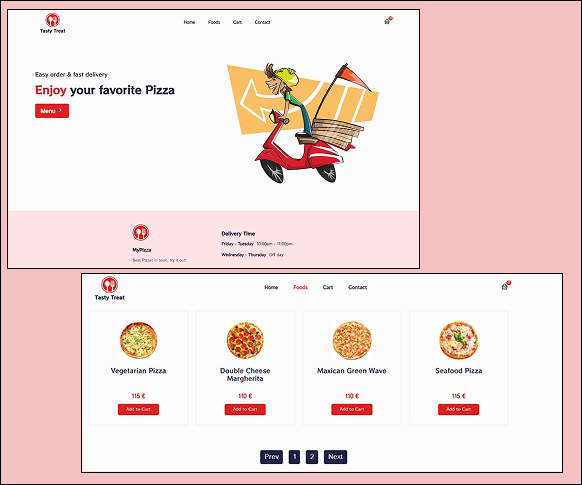 Tasty Treat
Home Foods Cart Contact
0
Easy order & fast delivery
Enjoy your favorite Pizza
Menu >
MyPizza
Best Pizzas in town, try it out!
Delivery Time
Friday - Tuesday 10:00am - 11:00pm
Wednesday - Thursday Off day
Tasty Treat
Home Foods Cart Contact
0
Vegetarian Pizza
115 €
Add to Cart
Double Cheese
Margherita
110 €
Add to Cart
Maxican Green Wave
110 €
Add to Cart
Seafood Pizza
115 €
Add to Cart
Prev 1 2 Next